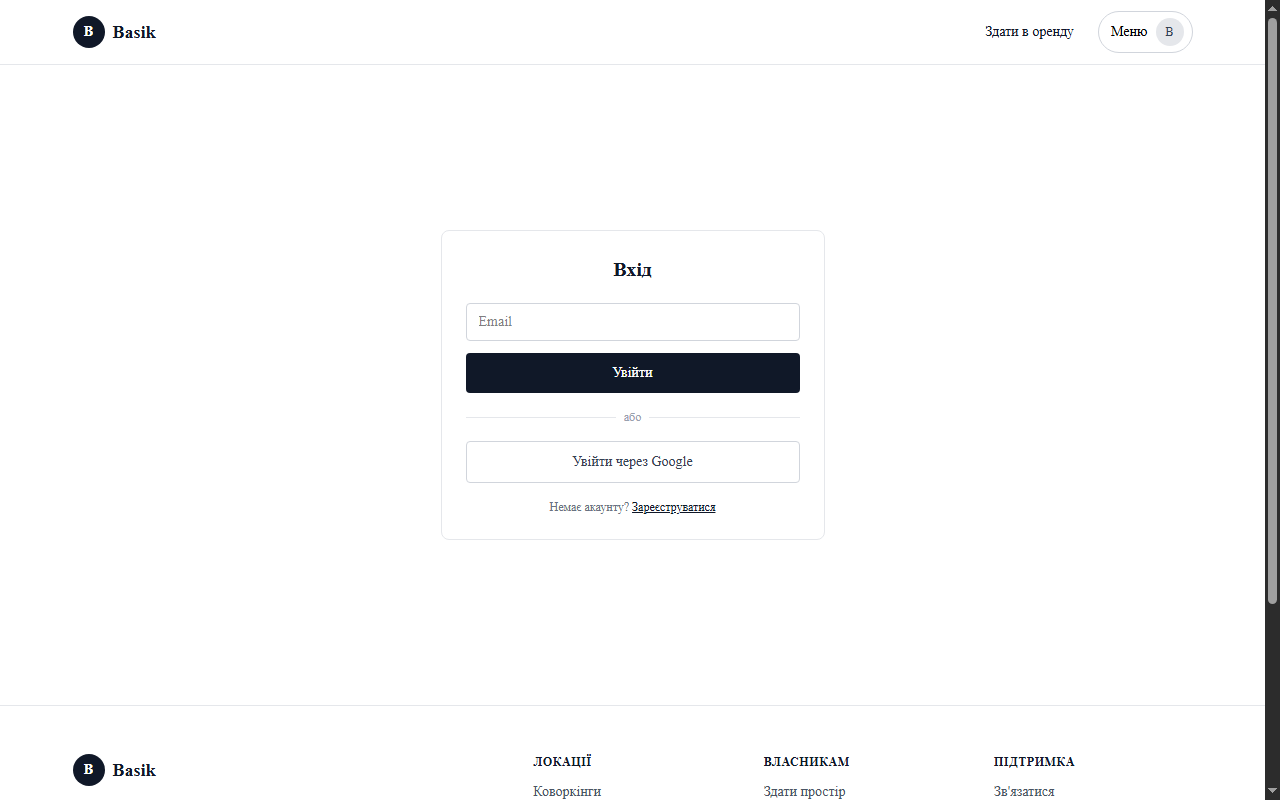 B Basik
Здати в оренду
Меню B
Вхід
Email
Увійти
або
Увійти через Google
Немає акаунту? Зареєструватися
B Basik
ЛОКАЦІЇ
Коворкінги
ВЛАСНИКАМ
Здати простір
ПІДТРИМКА
Зв'язатися